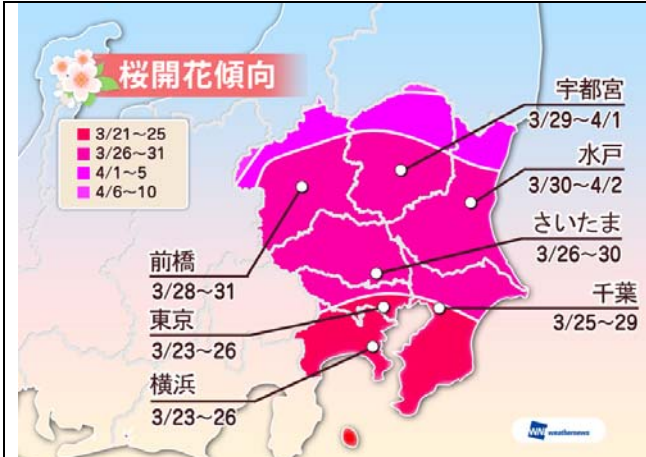 桜開花傾向
3/21～25
3/26～31
4/1～5
4/6～10
宇都宮
3/29～4/1
水戸
3/30～4/2
さいたま
3/26～30
千葉
3/25～29
前橋
3/28～31
東京
3/23～26
横浜
3/23～26
WNI weathernews